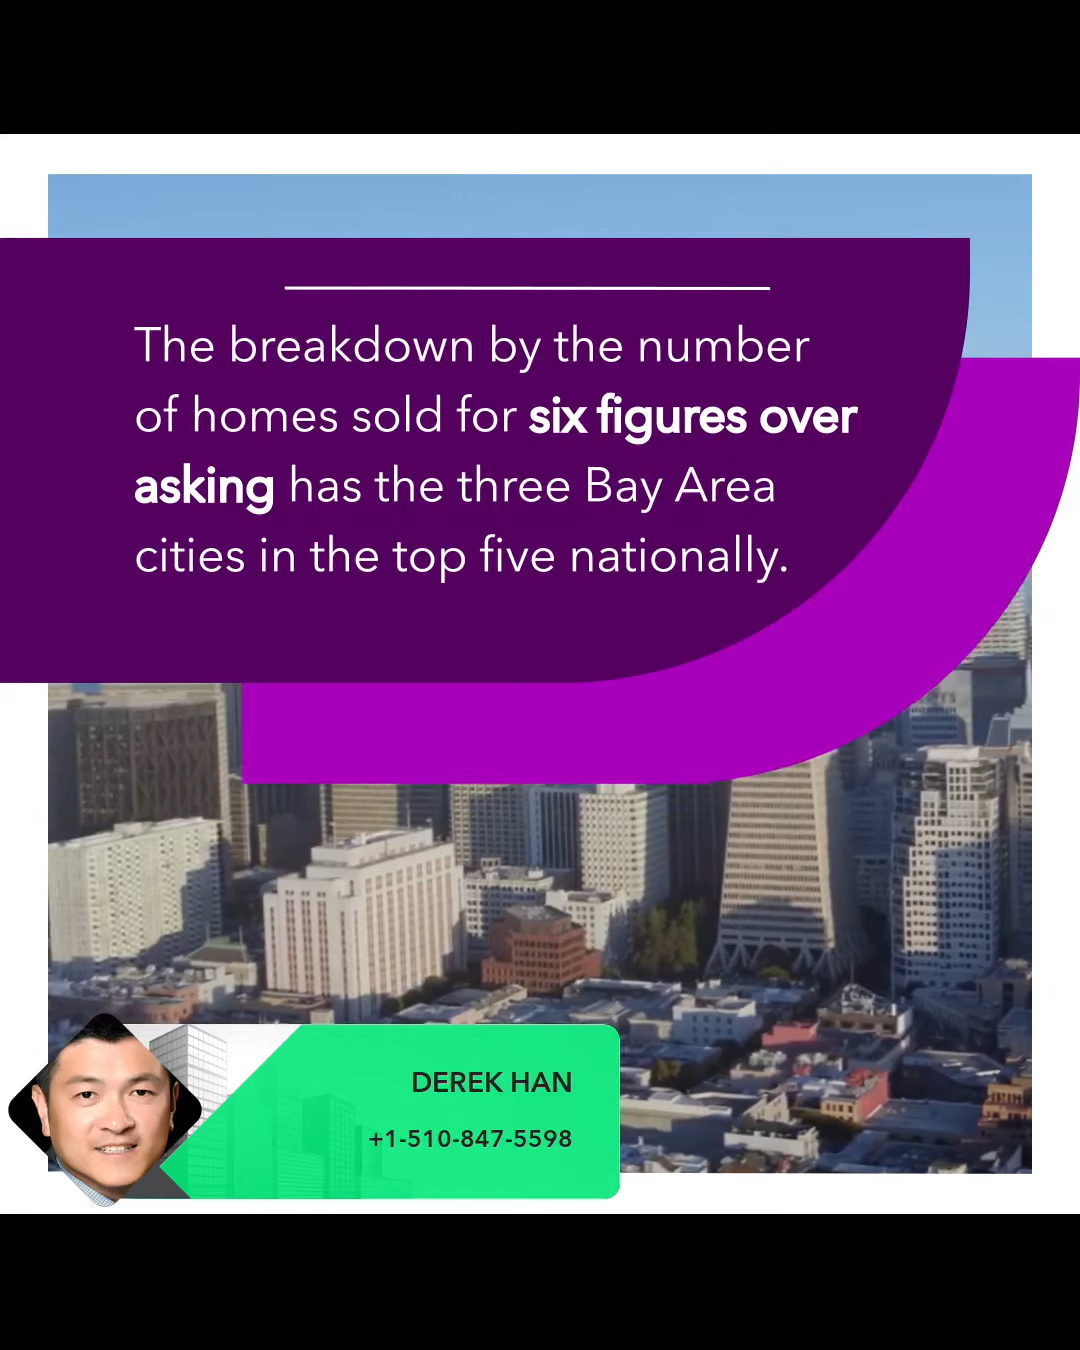 The breakdown by the number
of homes sold for six figures over
asking has the three Bay Area
cities in the top five nationally.
DEREK HAN
+1-510-847-5598